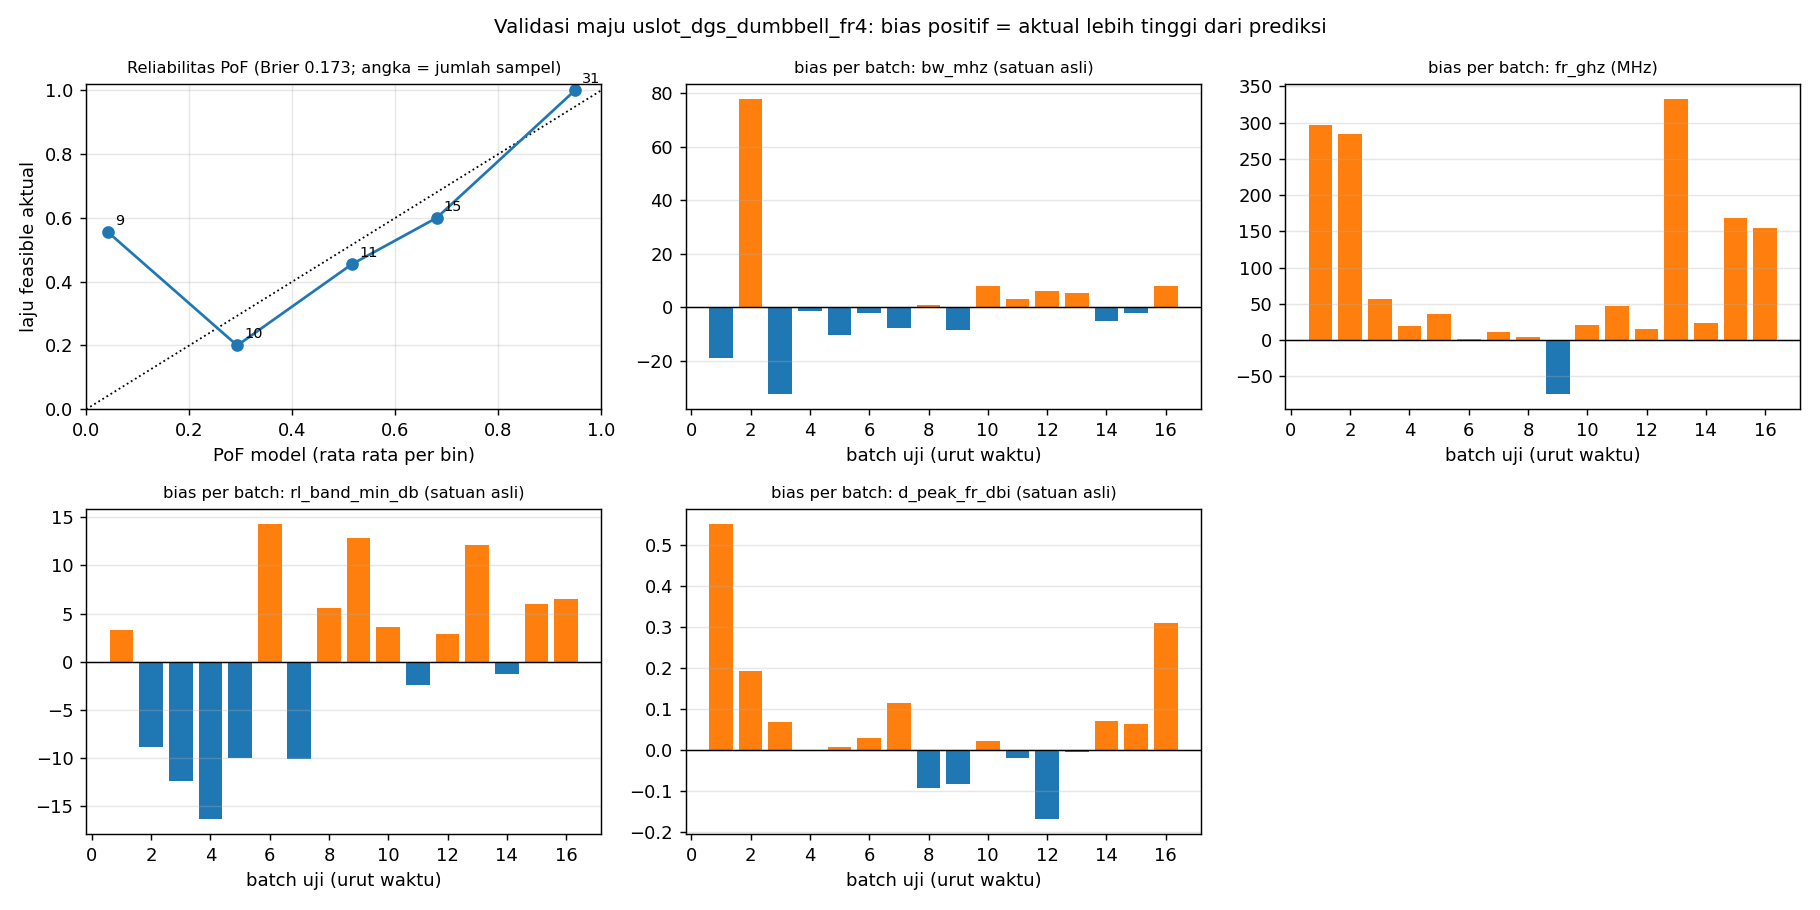 Validasi maju uslot_dgs_dumbbell_fr4: bias positif = aktual lebih tinggi dari prediksi
Reliabilitas PoF (Brier 0.173; angka = jumlah sampel)
laju feasible aktual
1.0
0.8
0.6
0.4
0.2
0.0
9
10
11
15
31
0.0 0.2 0.4 0.6 0.8 1.0
PoF model (rata rata per bin)
bias per batch: bw_mhz (satuan asli)
80
60
40
20
0
−20
0 2 4 6 8 10 12 14 16
batch uji (urut waktu)
bias per batch: fr_ghz (MHz)
350
300
250
200
150
100
50
0
−50
0 2 4 6 8 10 12 14 16
batch uji (urut waktu)
bias per batch: rl_band_min_db (satuan asli)
15
10
5
0
−5
−10
−15
0 2 4 6 8 10 12 14 16
batch uji (urut waktu)
bias per batch: d_peak_fr_dbi (satuan asli)
0.5
0.4
0.3
0.2
0.1
0.0
−0.1
−0.2
0 2 4 6 8 10 12 14 16
batch uji (urut waktu)